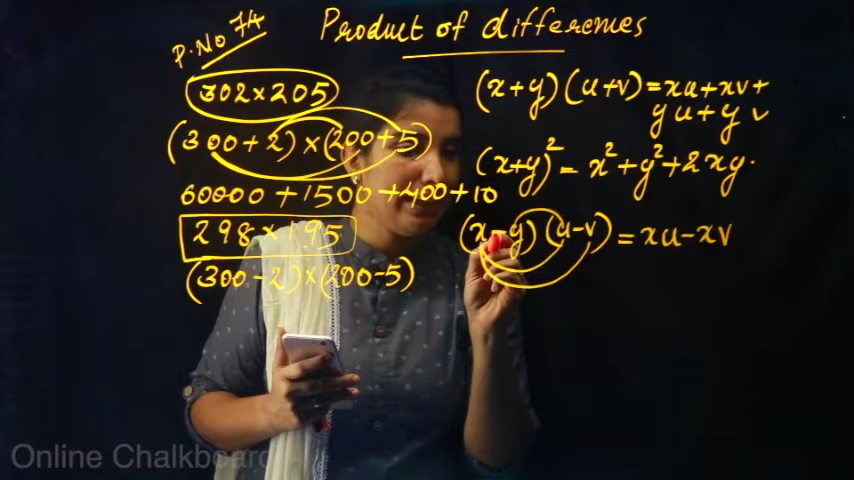 Product of differences
P.No 74
302×205
(300+2)×(200+5)
60000+1500+400+10
298×195
(300-2)×(200-5)
(x+y)(u+v)=xu+xv+
yu+yv
(x+y)²=x²+y²+2xy.
(x-y)(u-v)=xu-xv
Online Chalkboard